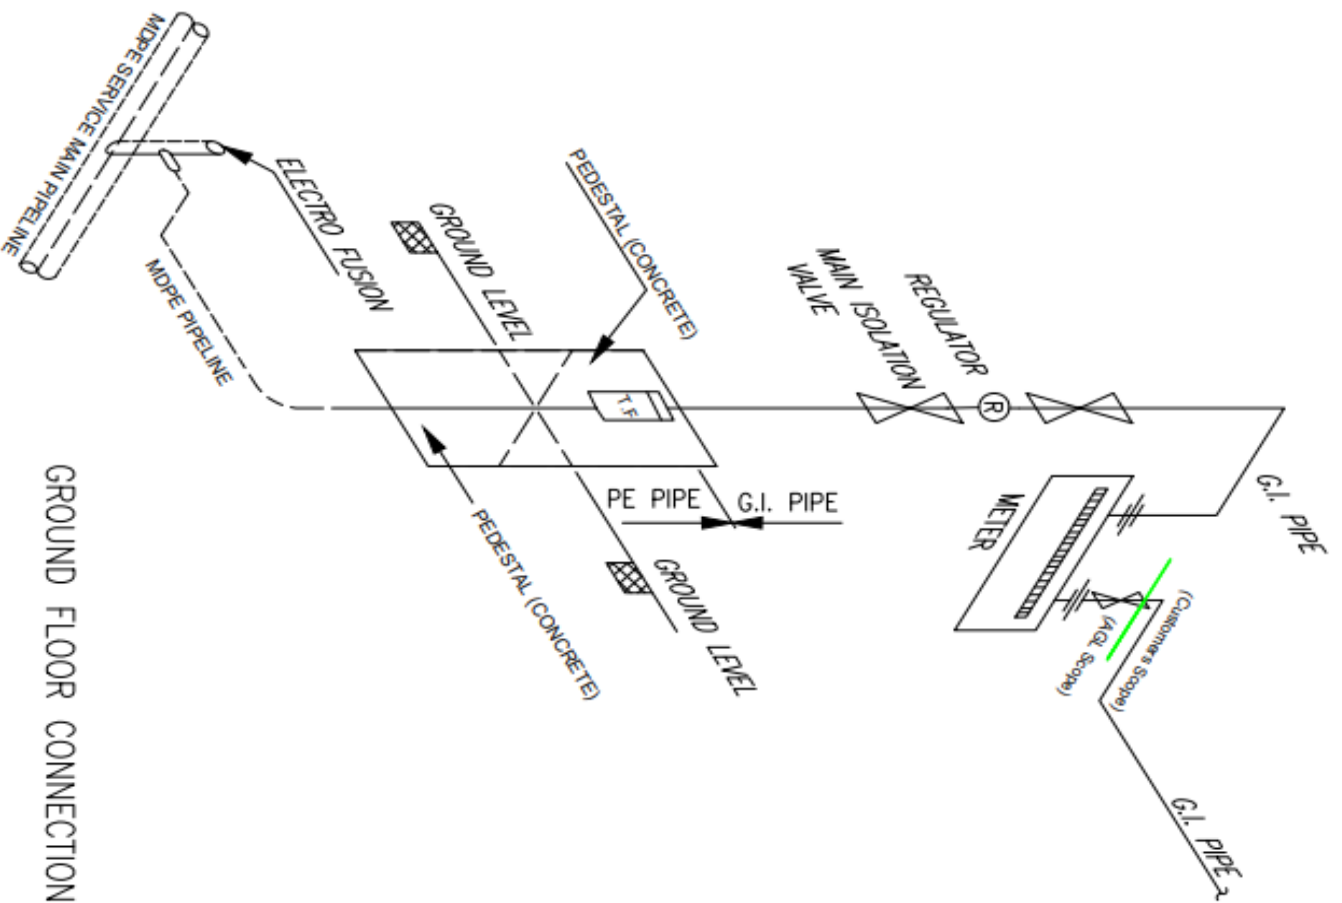 MDPE SERVICE MAIN PIPELINE
ELECTRO FUSION
MDPE PIPELINE
GROUND LEVEL
PEDESTAL (CONCRETE)
T.F
PE PIPE
G.I. PIPE
PEDESTAL (CONCRETE)
GROUND LEVEL
MAIN ISOLATION
VALVE
REGULATOR
R
METER
G.I. PIPE
(Customers Scope)
(AGL Scope)
G.I. PIPE
GROUND FLOOR CONNECTION